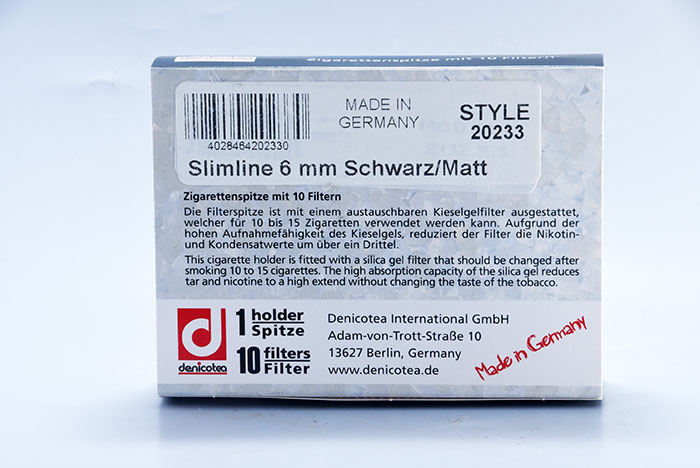 Zigarettenspitze mit 10 Filtern
4028464202330
MADE IN
GERMANY
STYLE
20233
Slimline 6 mm Schwarz/Matt
Zigarettenspitze mit 10 Filtern
Die Filterspitze ist mit einem austauschbaren Kieselgelfilter ausgestattet,
welcher für 10 bis 15 Zigaretten verwendet werden kann. Aufgrund der
hohen Aufnahmefähigkeit des Kieselgels, reduziert der Filter die Nikotin-
und Kondensatwerte um über ein Drittel.
This cigarette holder is fitted with a silica gel filter that should be changed after
smoking 10 to 15 cigarettes. The high absorption capacity of the silica gel reduces
tar and nicotine to a high extend without changing the taste of the tobacco.
d
denicotea
1 holder
Spitze
10 filters
Filter
Denicotea International GmbH
Adam-von-Trott-Straße 10
13627 Berlin, Germany
www.denicotea.de
Made in Germany